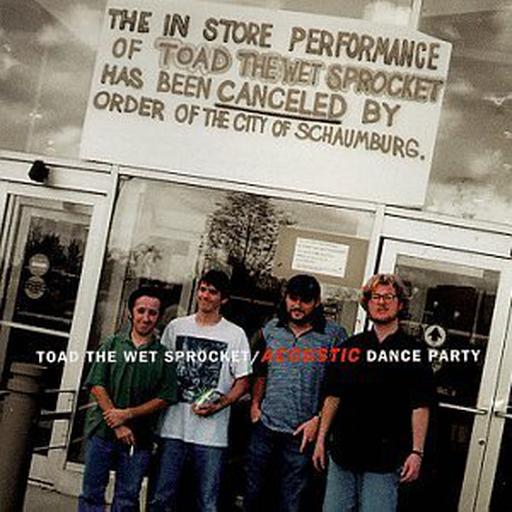 THE IN STORE PERFORMANCE
OF TOAD THE WET SPROCKET
HAS BEEN CANCELED BY
ORDER OF THE CITY OF SCHAUMBURG.
TOAD THE WET SPROCKET/ACOUSTIC DANCE PARTY